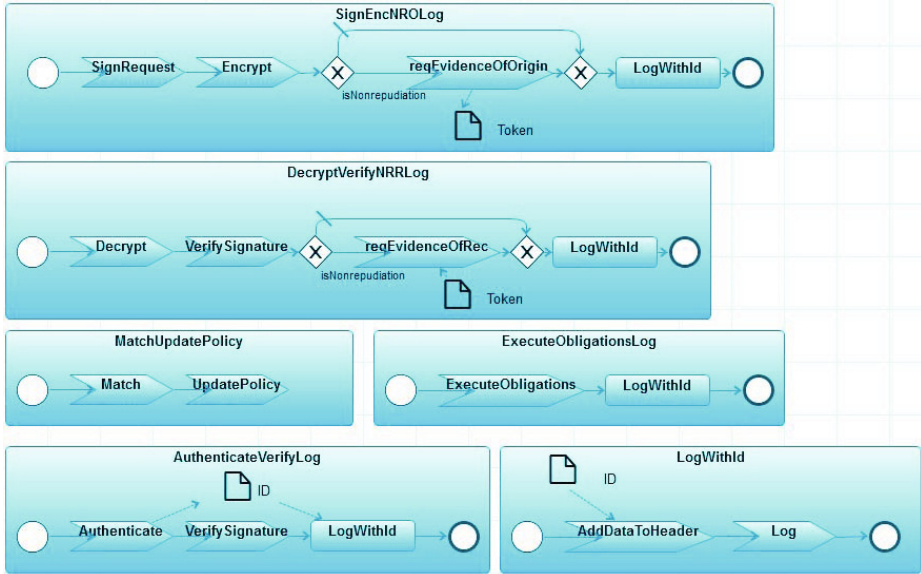 SignEncNROLog
SignRequest
Encrypt
X
reqEvidenceOfOrigin
X
LogWithId
isNonrepudiation
Token
DecryptVerifyNRRLog
Decrypt
VerifySignature
X
reqEvidenceOfRec
X
LogWithId
isNonrepudiation
Token
MatchUpdatePolicy
Match
UpdatePolicy
ExecuteObligationsLog
ExecuteObligations
LogWithId
AuthenticateVerifyLog
ID
Authenticate
VerifySignature
LogWithId
LogWithId
ID
AddDataToHeader
Log